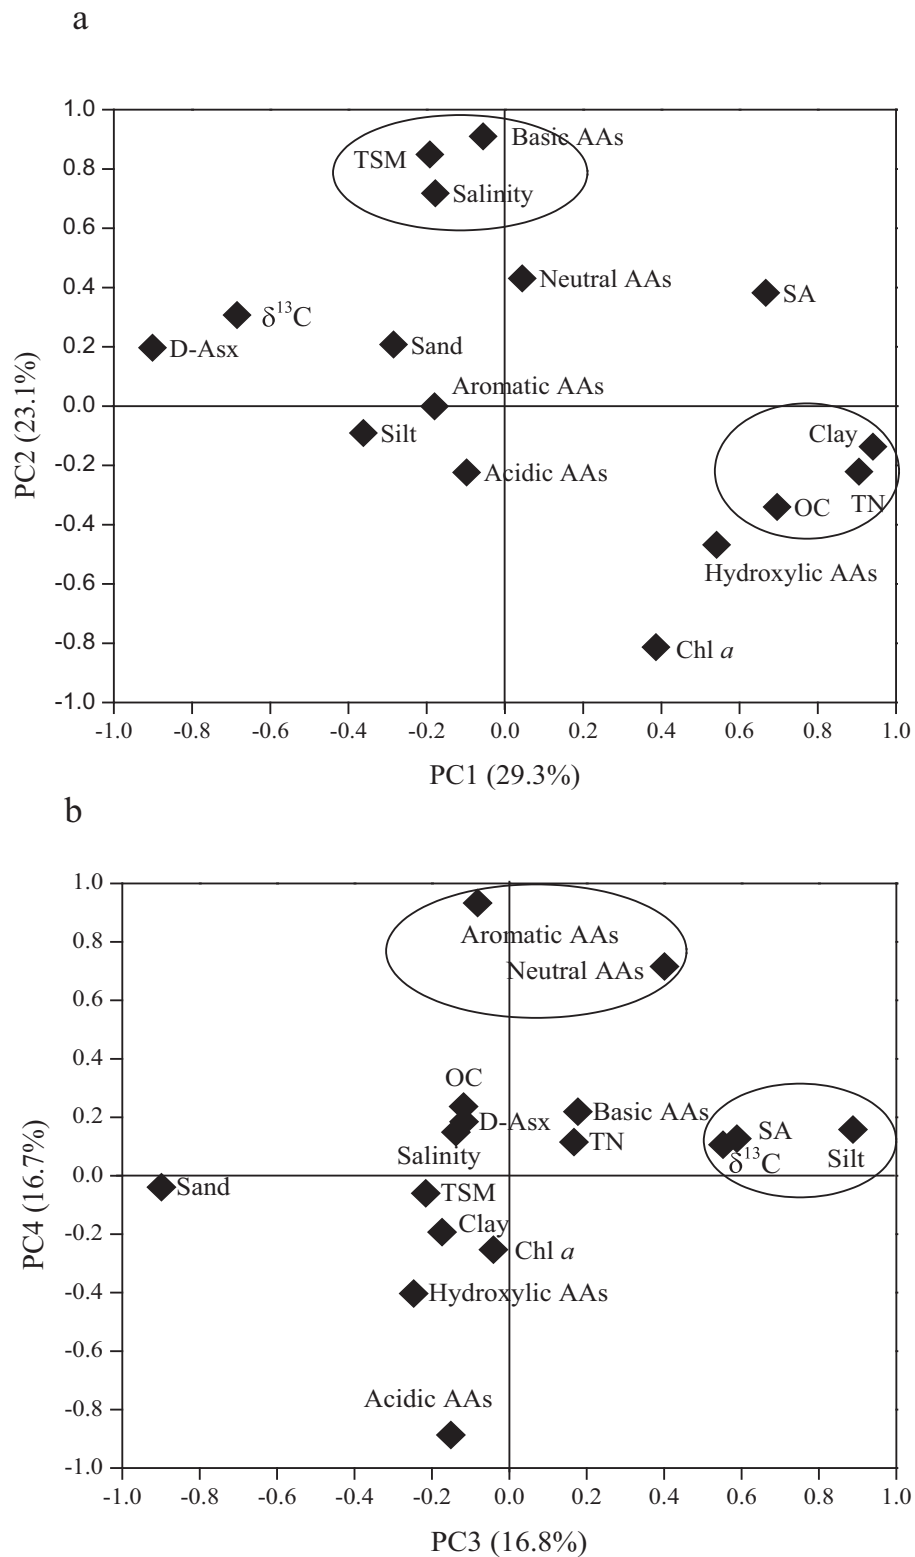 a
1.0
Basic AAs
TSM
0.8
Salinity
0.6
Neutral AAs
0.4
SA
δ¹³C
0.2
D-Asx
Sand
Aromatic AAs
0.0
Silt
Clay
-0.2
Acidic AAs
OC
TN
-0.4
Hydroxylic AAs
-0.6
-0.8
Chl a
-1.0
PC2 (23.1%)
-1.0 -0.8 -0.6 -0.4 -0.2 0.0 0.4 0.6 0.8 1.0
PC1 (29.3%)
b
1.0
Aromatic AAs
0.8
Neutral AAs
0.6
0.4
OC
0.2
D-Asx
Basic AAs
Salinity
TN
SA
δ¹³C
Silt
0.0
Sand
TSM
-0.2
Clay
Chl a
-0.4
Hydroxylic AAs
-0.6
-0.8
Acidic AAs
-1.0
PC4 (16.7%)
-1.0 -0.8 -0.6 -0.4 -0.2 0.0 0.2 0.4 0.6 0.8 1.0
PC3 (16.8%)